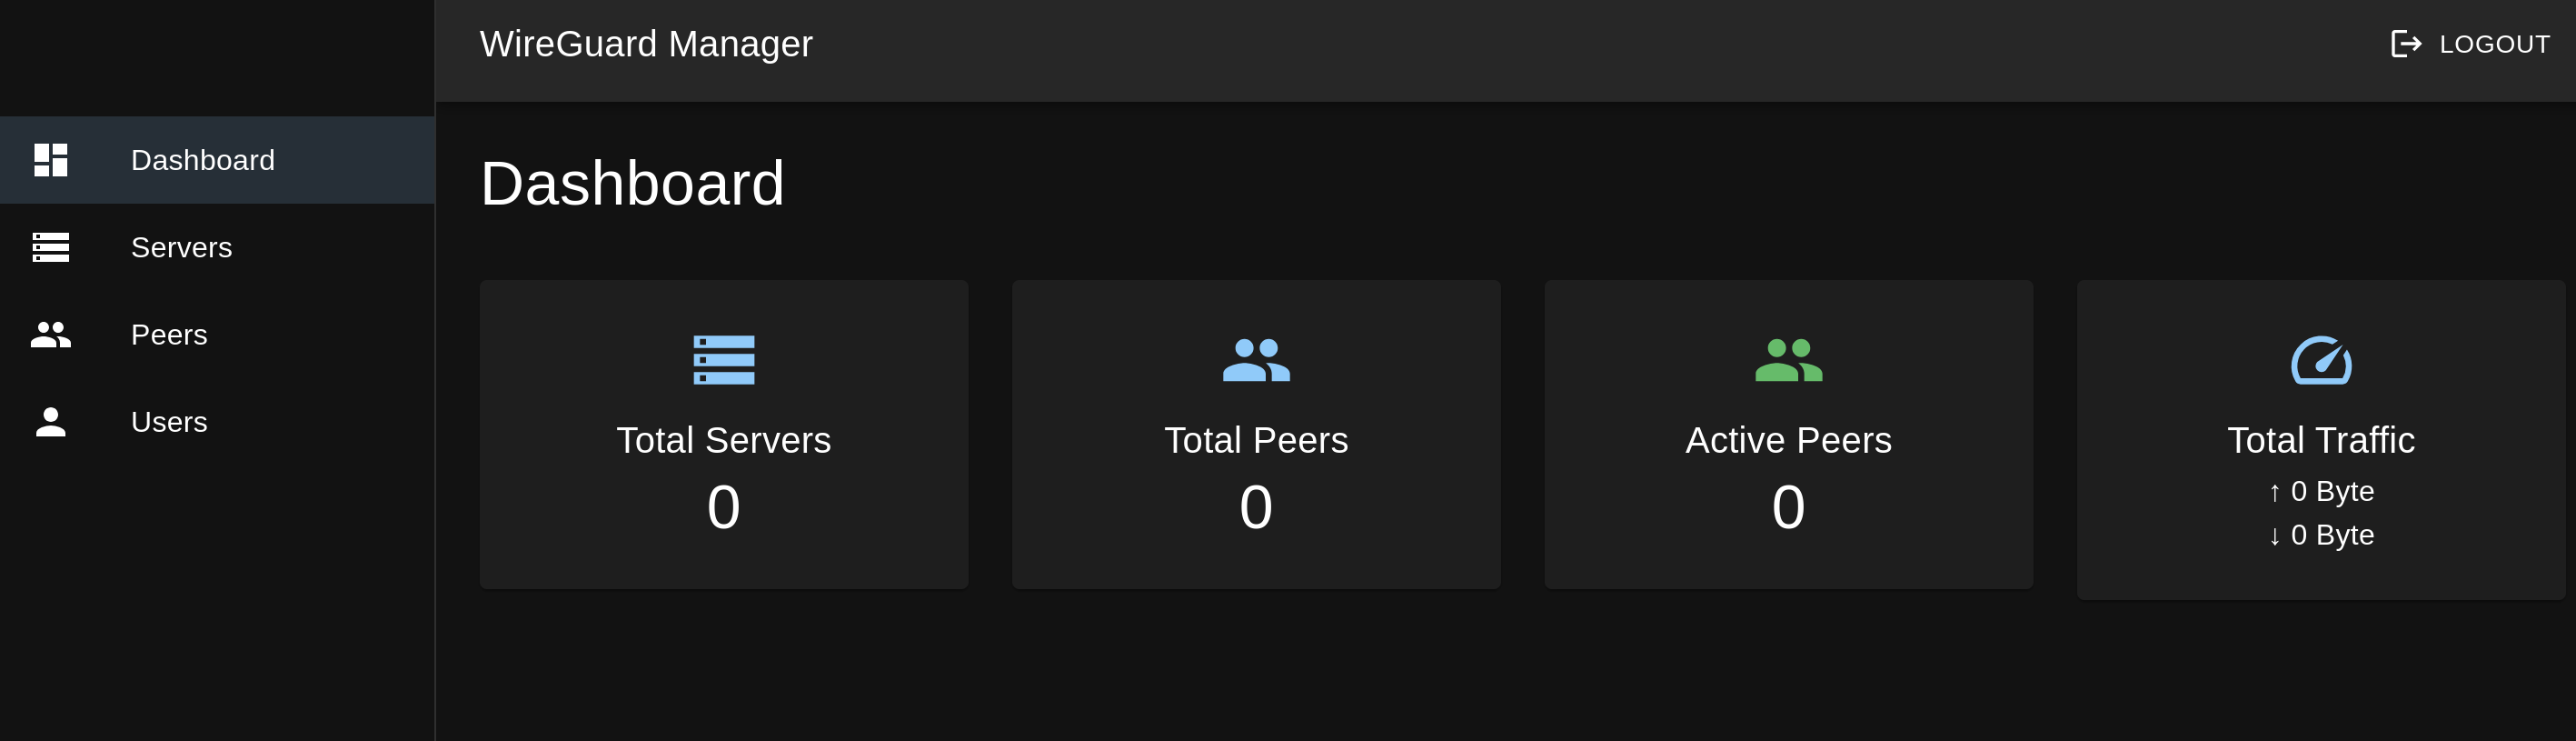 WireGuard Manager
LOGOUT
Dashboard
Servers
Peers
Users
Dashboard
Total Servers
0
Total Peers
0
Active Peers
0
Total Traffic
↑ 0 Byte
↓ 0 Byte